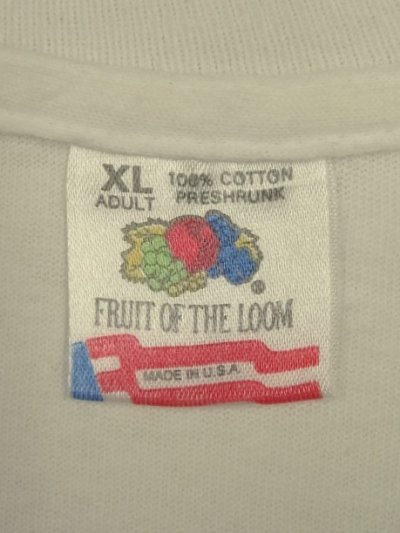 XL 100% COTTON
ADULT PRESHRUNK
®
FRUIT OF THE LOOM
MADE IN U.S.A.